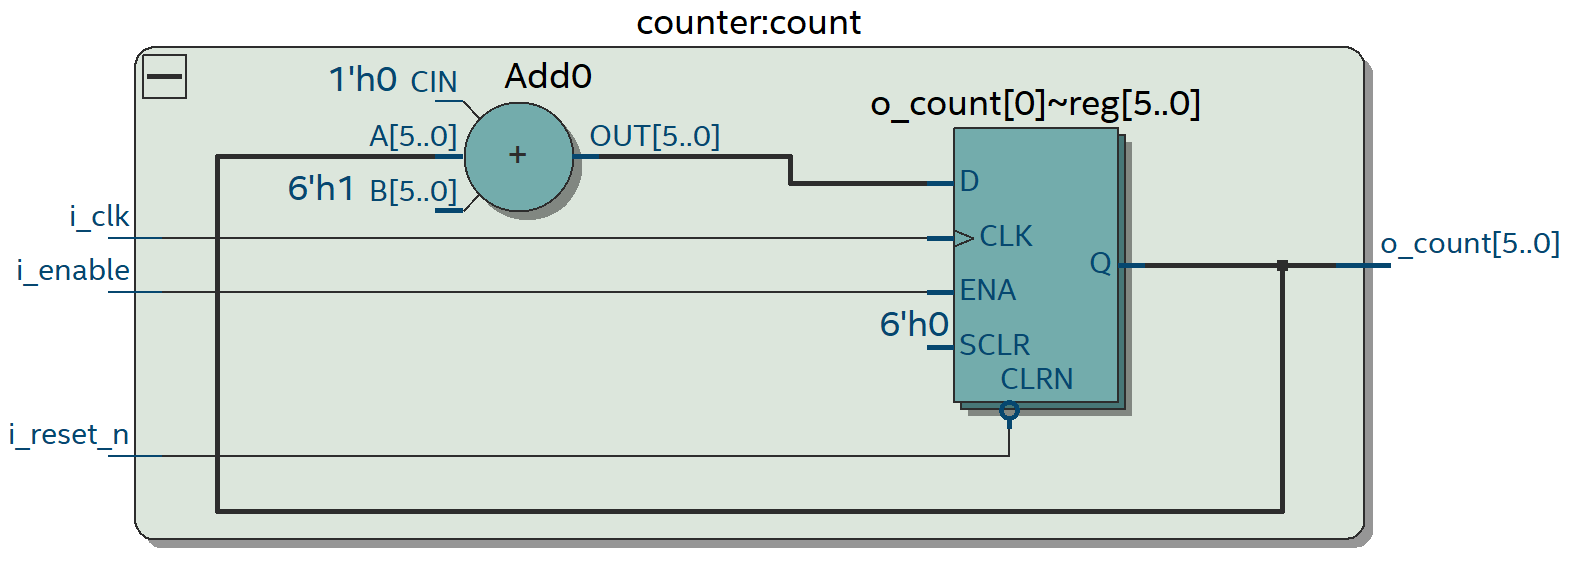 counter:count
1'h0 CIN
Add0
A[5..0]
+
OUT[5..0]
6'h1 B[5..0]
o_count[0]~reg[5..0]
D
i_clk
CLK
i_enable
ENA
Q
o_count[5..0]
6'h0
SCLR
CLRN
i_reset_n